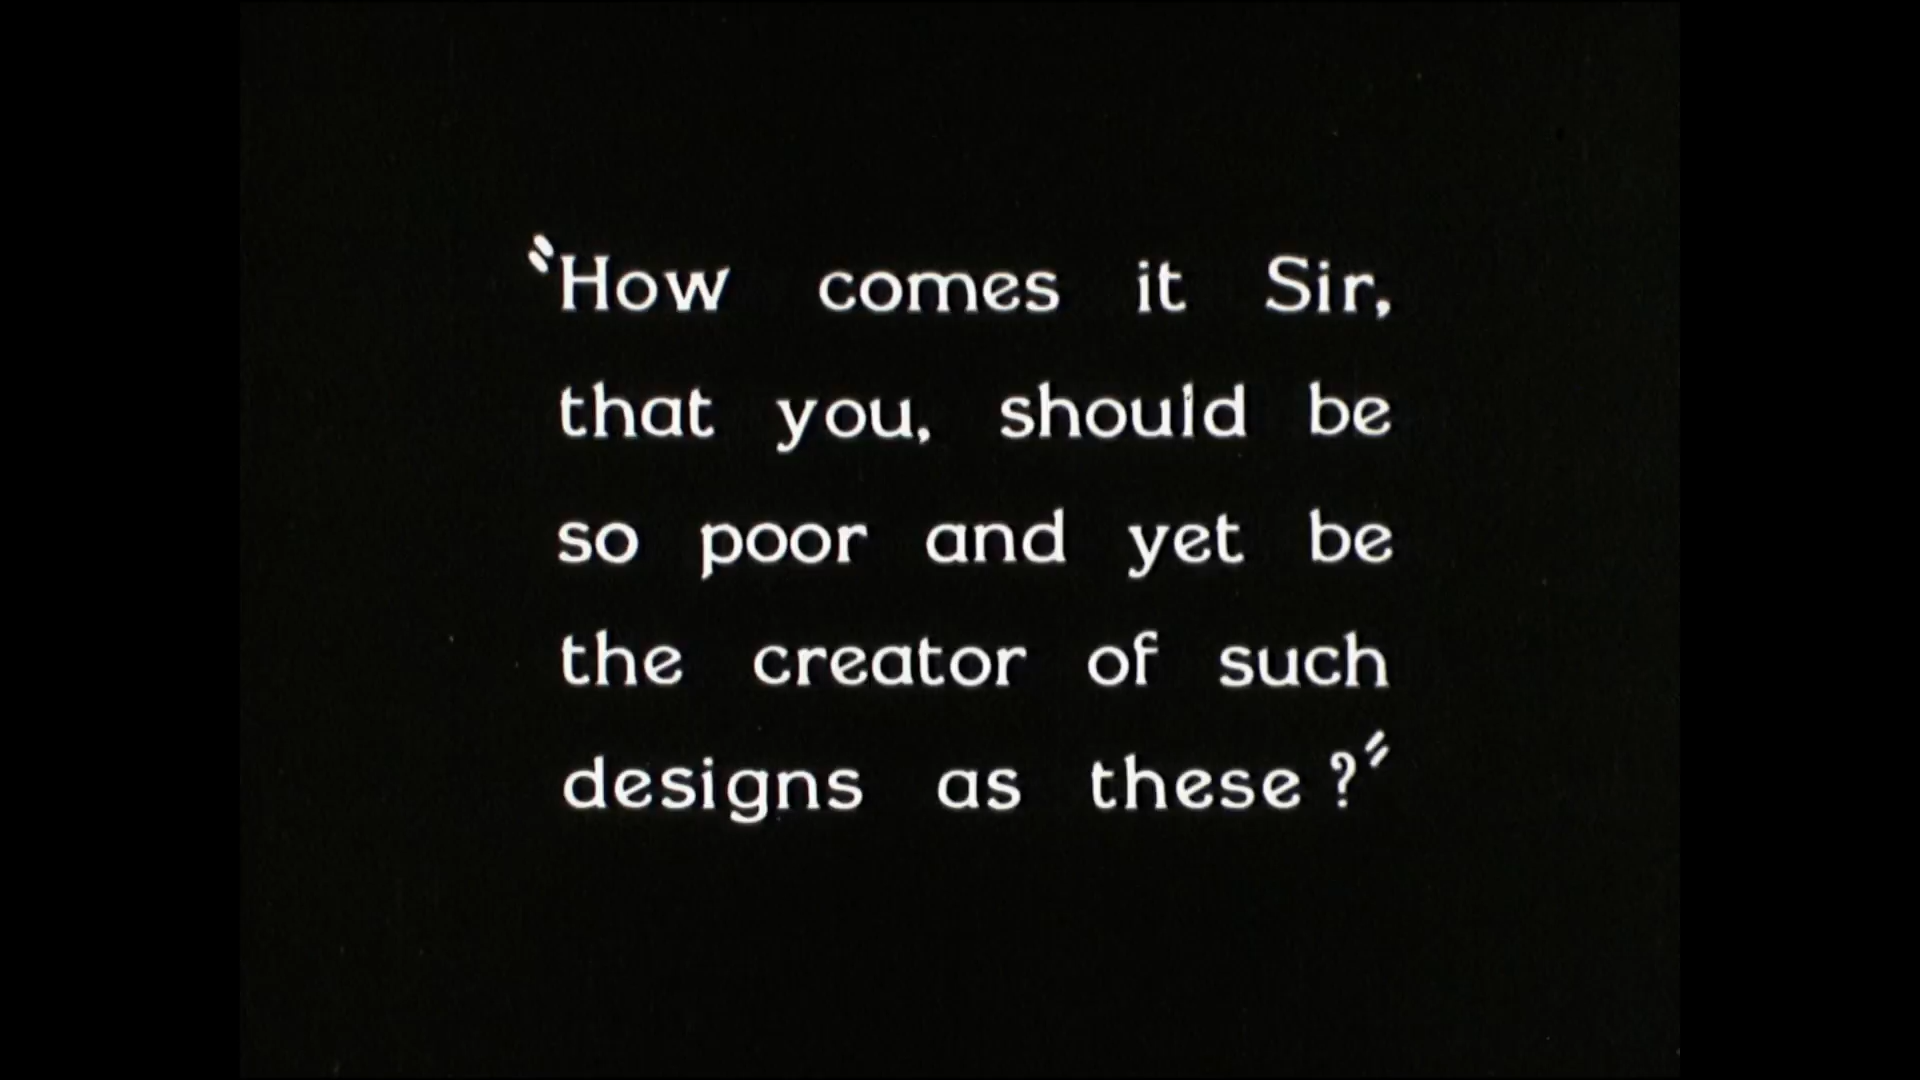 "How comes it Sir,
that you, should be
so poor and yet be
the creator of such
designs as these?"